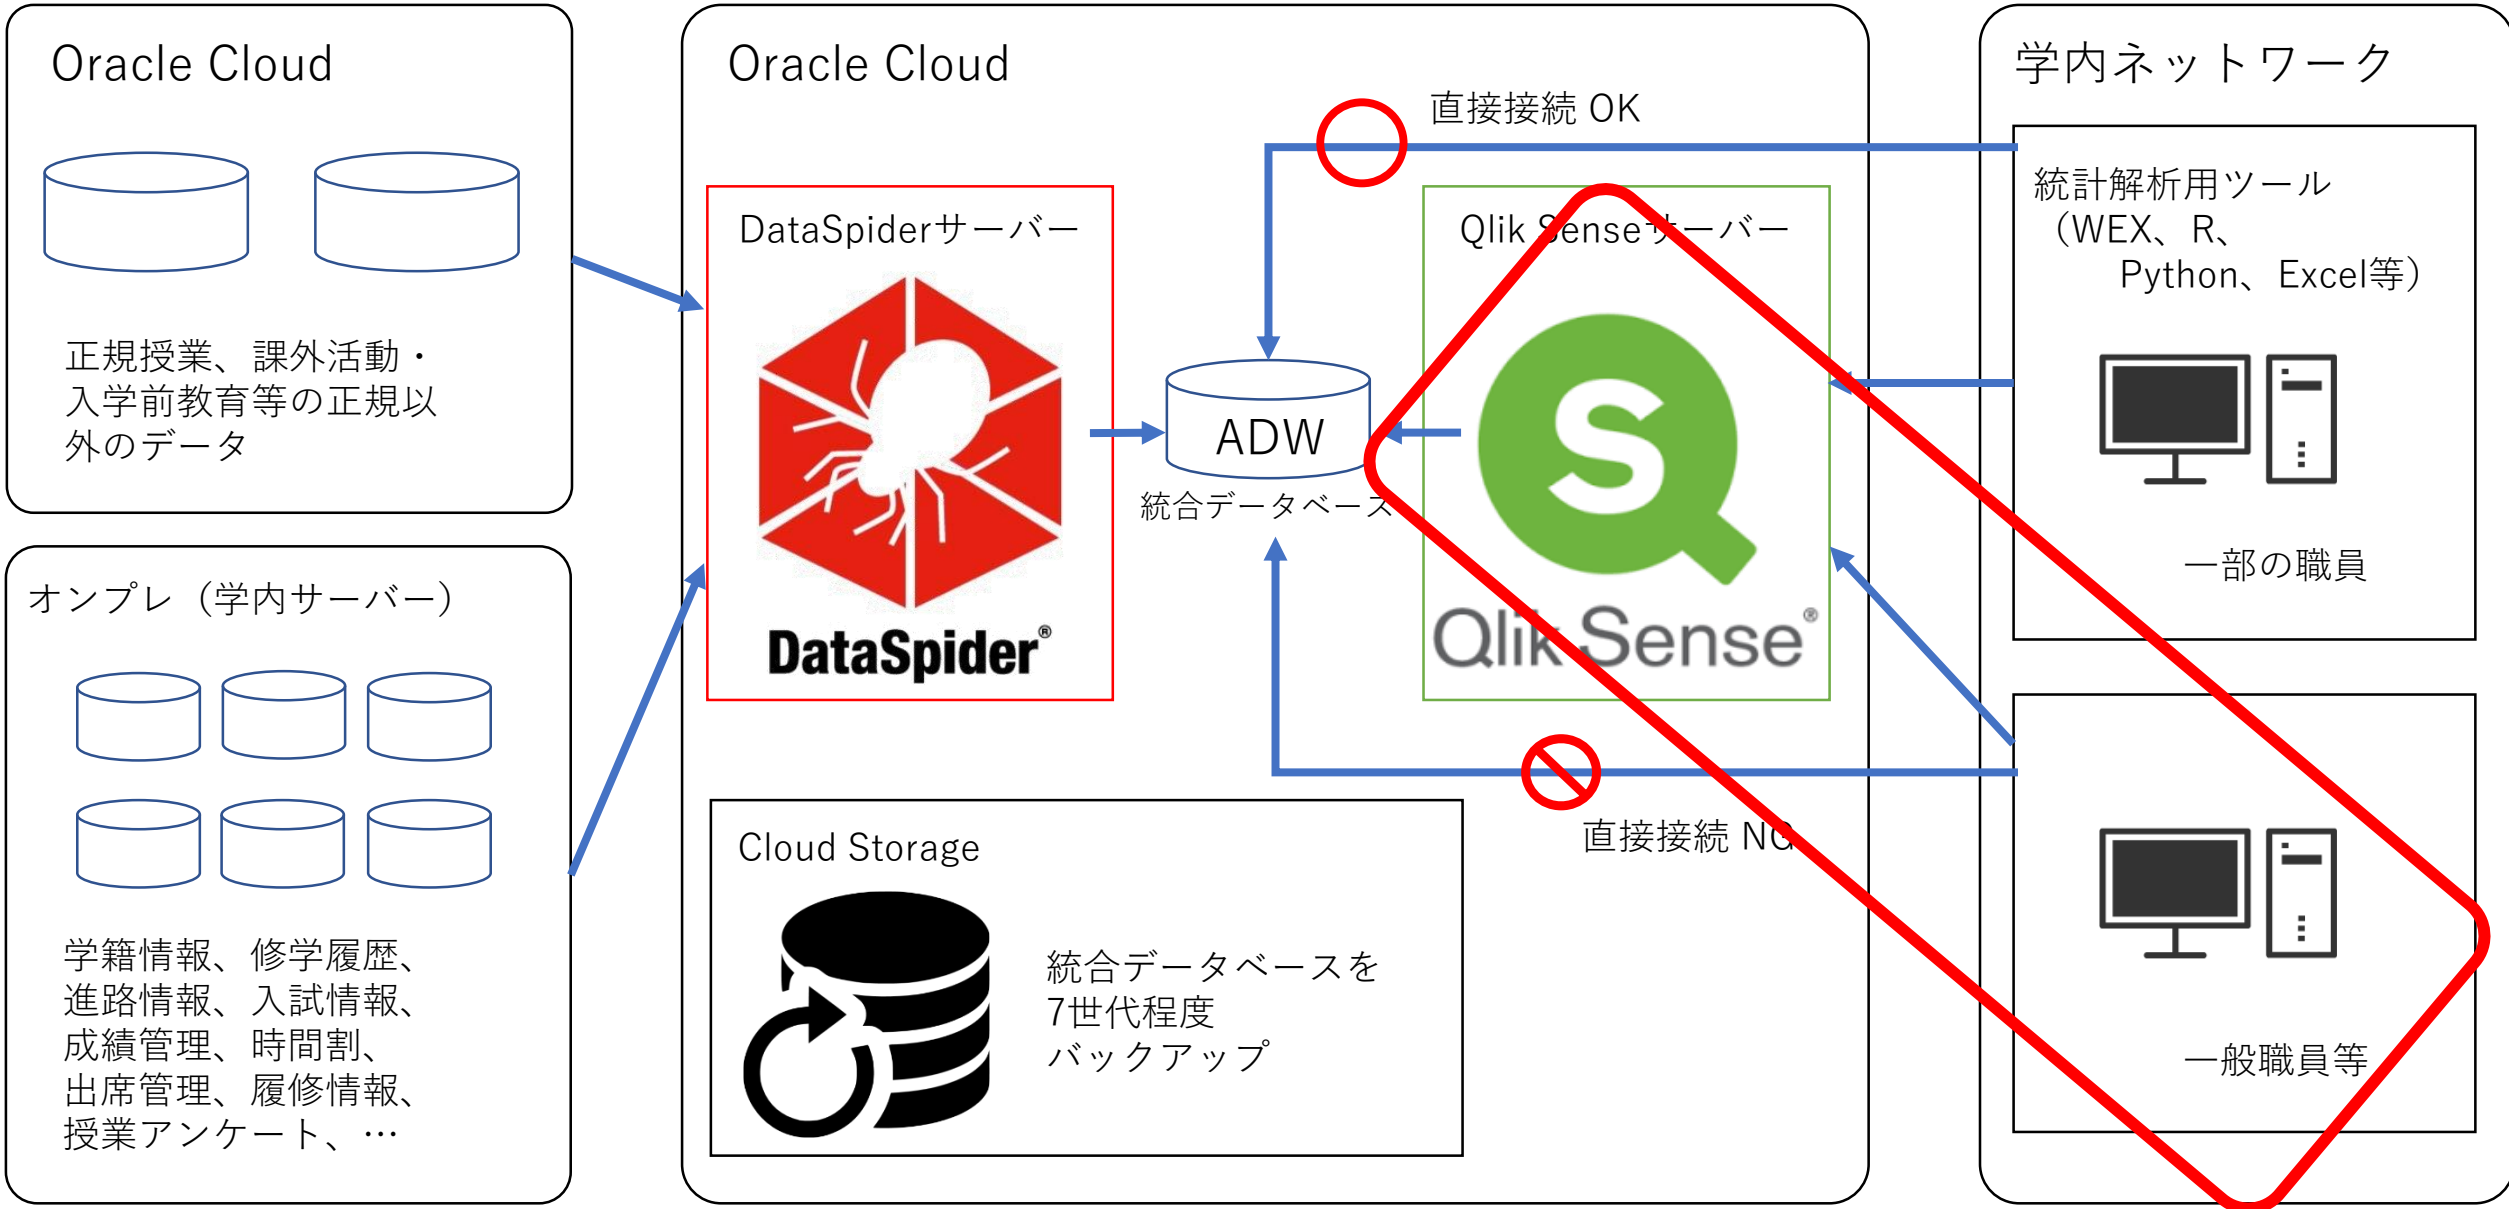 Oracle Cloud
正規授業、課外活動・
入学前教育等の正規以
外のデータ
オンプレ（学内サーバー）
学籍情報、修学履歴、
進路情報、入試情報、
成績管理、時間割、
出席管理、履修情報、
授業アンケート、…
Oracle Cloud
直接接続 OK
DataSpiderサーバー
DataSpider®
ADW
統合データベース
Qlik Senseサーバー
S
Qlik Sense®
直接接続 NG
Cloud Storage
統合データベースを
7世代程度
バックアップ
学内ネットワーク
統計解析用ツール
（WEX、R、
Python、Excel等）
一部の職員
一般職員等